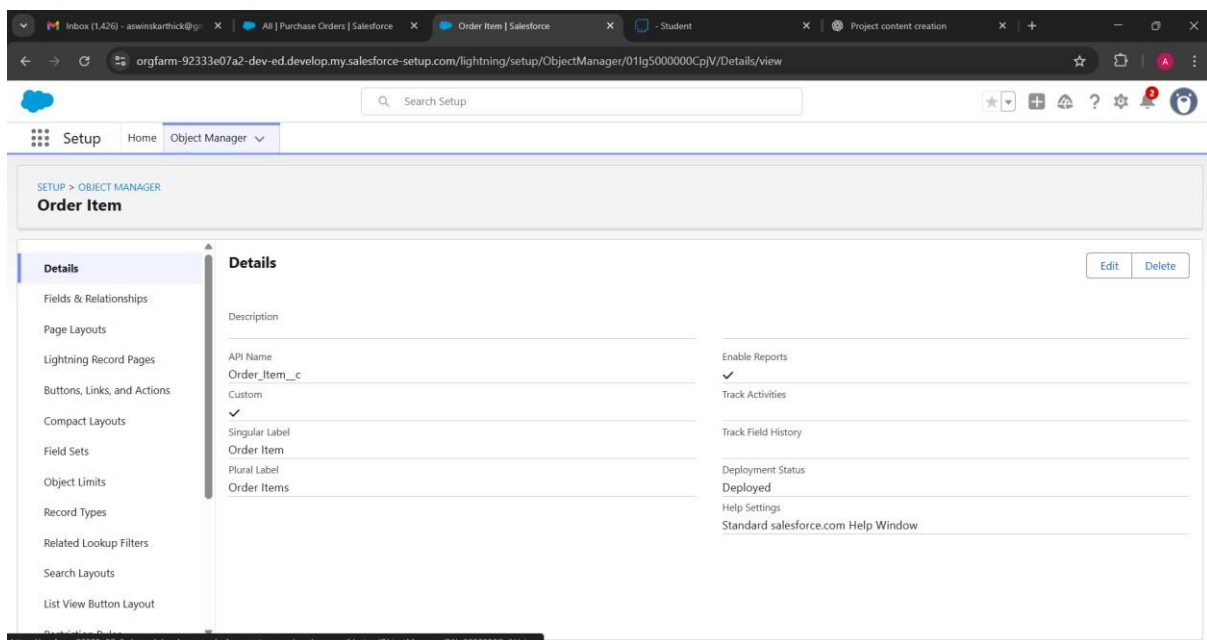 Inbox (1,426) - aswinskarthick@gm
All | Purchase Orders | Salesforce
Order Item | Salesforce
- Student
Project content creation
orgfarm-92333e07a2-dev-ed.develop.my.salesforce-setup.com/lightning/setup/ObjectManager/01Ig5000000CpjV/Details/view
A
Search Setup
2
Setup Home Object Manager
SETUP > OBJECT MANAGER
Order Item
Details
Fields & Relationships
Page Layouts
Lightning Record Pages
Buttons, Links, and Actions
Compact Layouts
Field Sets
Object Limits
Record Types
Related Lookup Filters
Search Layouts
List View Button Layout
Details
Edit Delete
Description
API Name
Order_Item__c
Custom
Singular Label
Order Item
Plural Label
Order Items
Enable Reports
Track Activities
Track Field History
Deployment Status
Deployed
Help Settings
Standard salesforce.com Help Window